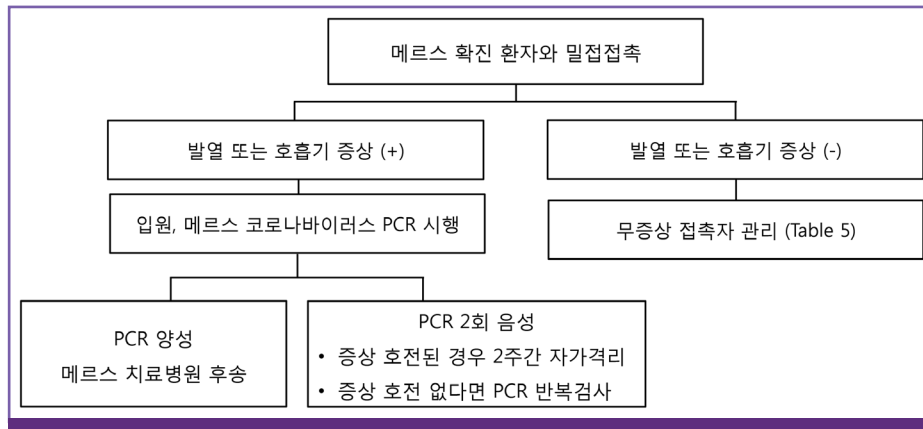 메르스 확진 환자와 밀접접촉
발열 또는 호흡기 증상 (+)
발열 또는 호흡기 증상 (-)
입원, 메르스 코로나바이러스 PCR 시행
무증상 접촉자 관리 (Table 5)
PCR 양성
메르스 치료병원 후송
PCR 2회 음성
• 증상 호전된 경우 2주간 자가격리
• 증상 호전 없다면 PCR 반복검사